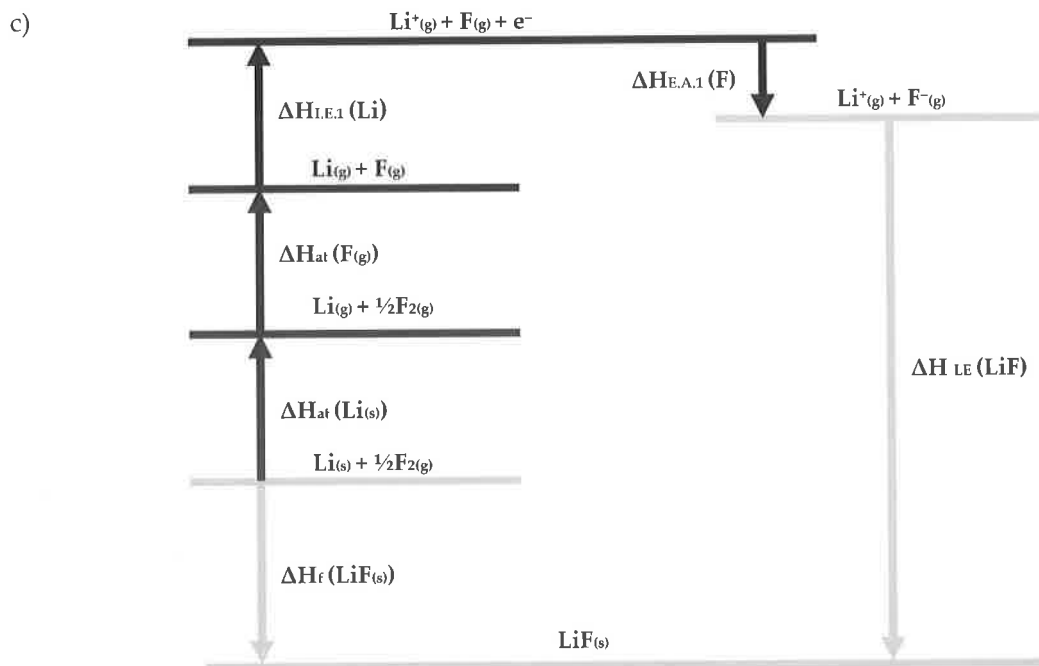 c)
Li⁺(g) + F(g) + e⁻
ΔHI.E.1 (Li)
ΔHE.A.1 (F)
Li⁺(g) + F⁻(g)
Li(g) + F(g)
ΔHat (F(g))
Li(g) + ½F2(g)
ΔH LE (LiF)
ΔHat (Li(s))
Li(s) + ½F2(g)
ΔHf (LiF(s))
LiF(s)